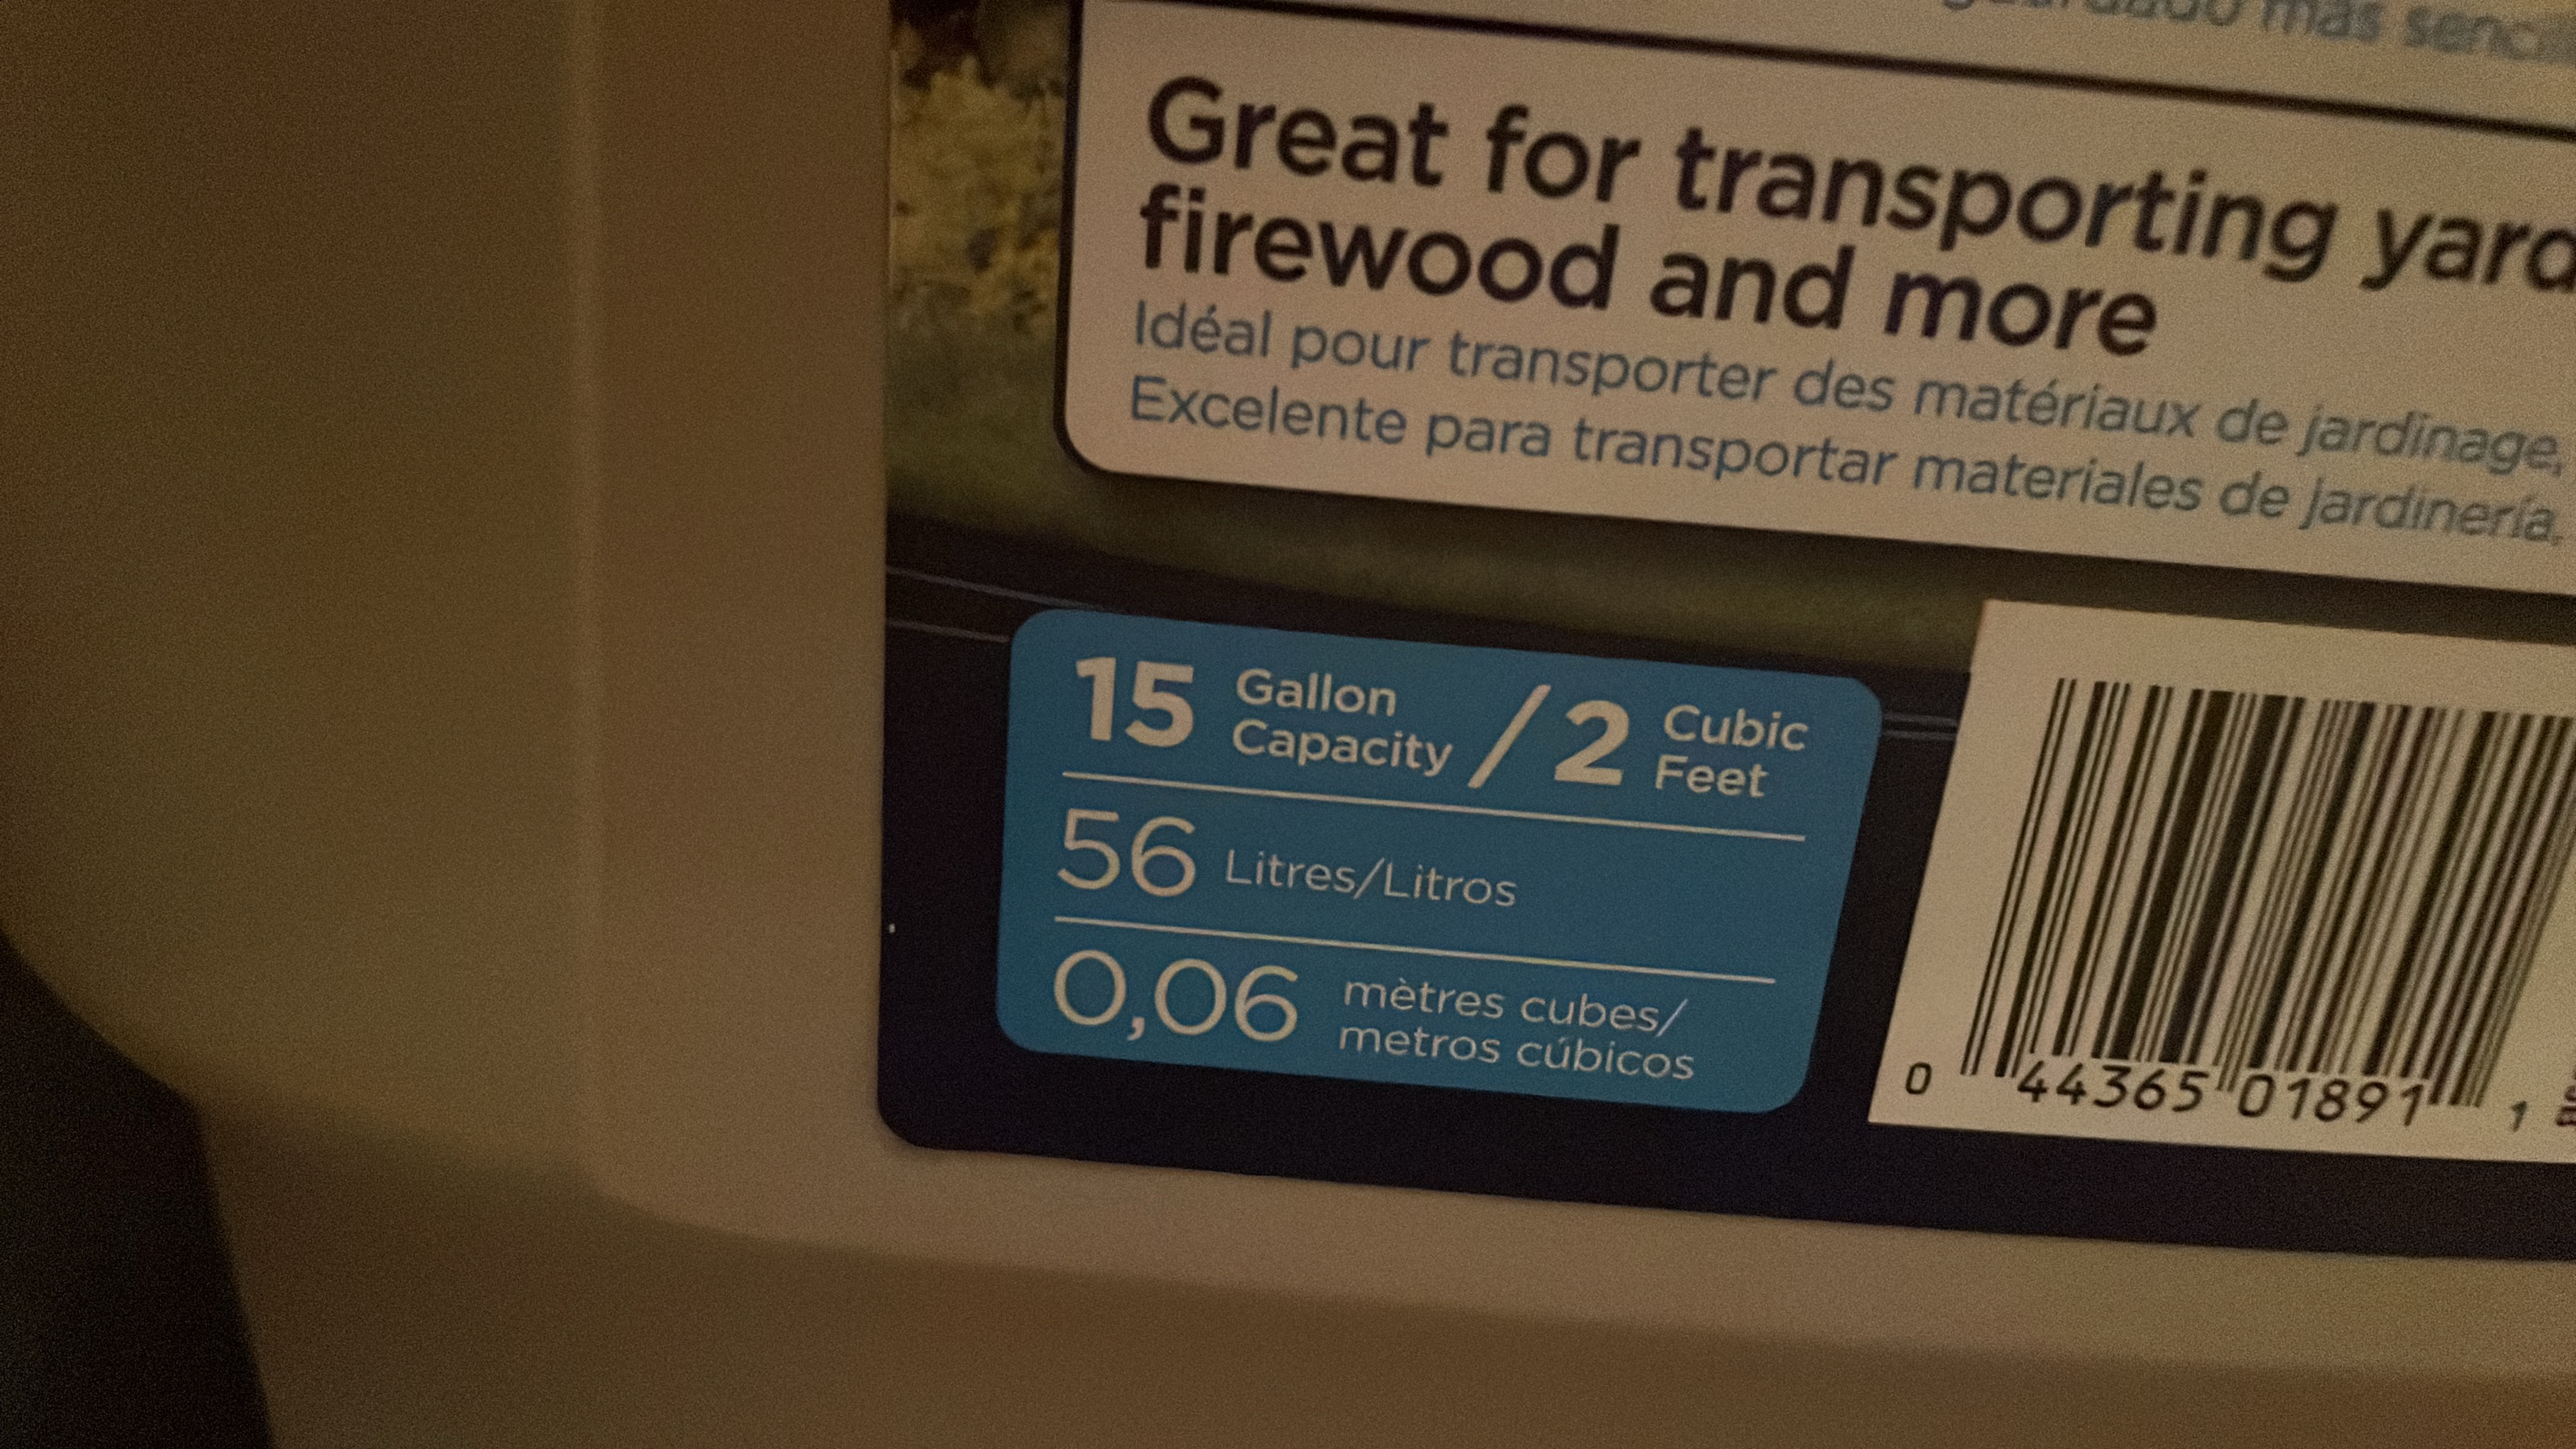 más
Great for transporting yard
firewood and more
Idéal pour transporter des matériaux de jardinage,
Excelente para transportar materiales de jardinería,
15 Gallon Capacity / 2 Cubic Feet
56 Litres/Litros
0,06 mètres cubes/
metros cúbicos
0 44365 01891 1